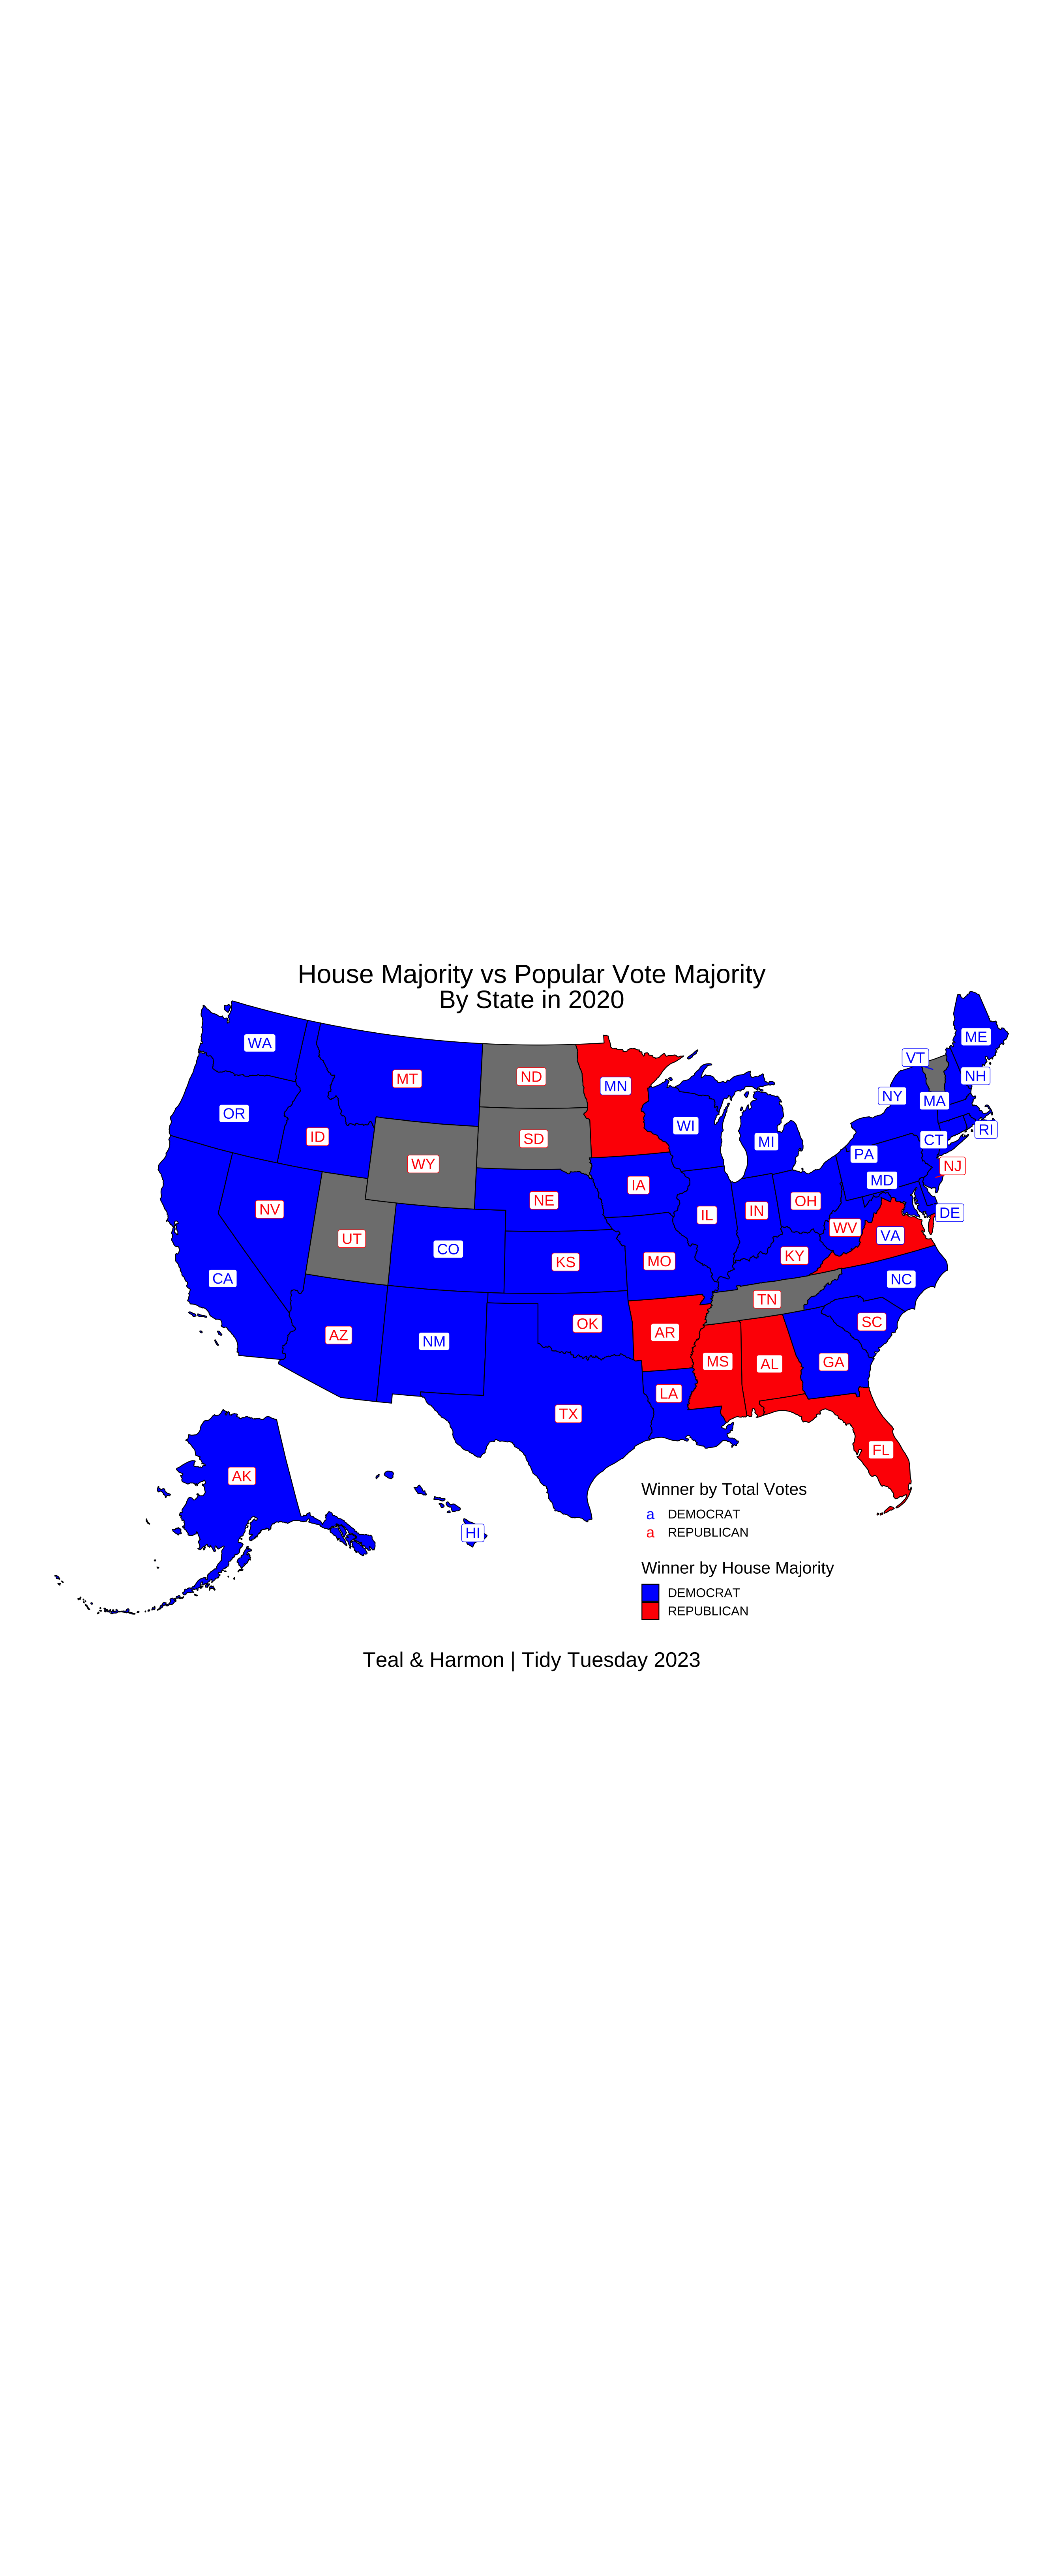 House Majority vs Popular Vote Majority
By State in 2020
ME
WA
VT
MT
ND
MN
NH
NY
MA
OR
WI
RI
ID
SD
MI
CT
WY
PA
NJ
MD
IA
NE
OH
NV
IL
IN
DE
WV
VA
UT
CO
KY
KS
MO
CA
NC
TN
SC
OK
AR
AZ
NM
MS
AL
GA
LA
TX
FL
AK
HI
Winner by Total Votes
a DEMOCRAT
a REPUBLICAN
Winner by House Majority
DEMOCRAT
REPUBLICAN
Teal & Harmon | Tidy Tuesday 2023